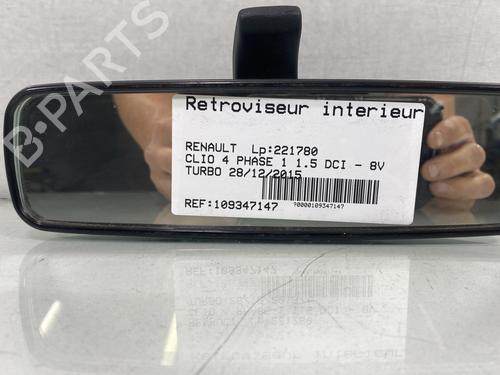 Retroviseur interieur
RENAULT Lp:221780
CLIO 4 PHASE 1 1.5 DCI - 8V
TURBO 28/12/2015
REF:109347147
90000109347147
B-PARTS